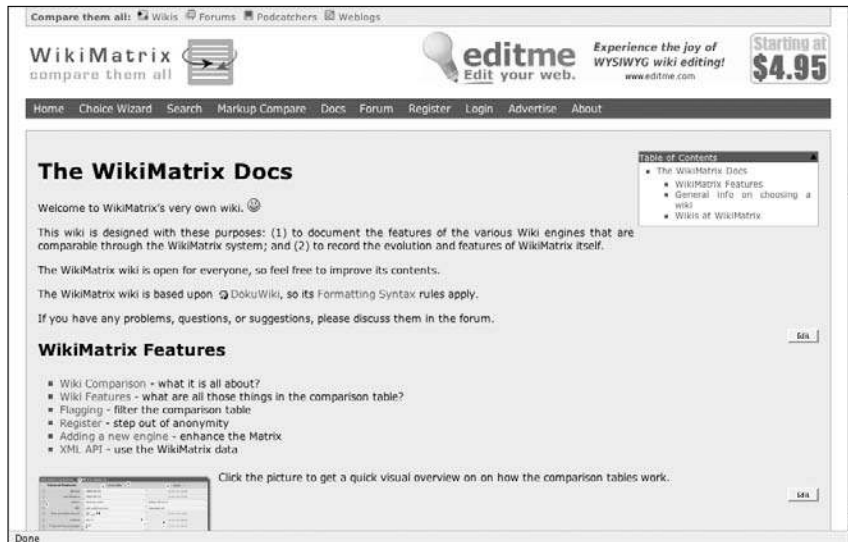 Compare them all: Wikis Forums Podcatchers Weblogs
WikiMatrix
compare them all
editme
Edit your web.
Experience the joy of
WYSIWYG wiki editing!
www.editme.com
Starting at
$4.95
Home Choice Wizard Search Markup Compare Docs Forum Register Login Advertise About
The WikiMatrix Docs
Table of Contents
The WikiMatrix Docs
WikiMatrix Features
General info on choosing a
wiki
Wikis at WikiMatrix
Welcome to WikiMatrix's very own wiki.
This wiki is designed with these purposes: (1) to document the features of the various Wiki engines that are
comparable through the WikiMatrix system; and (2) to record the evolution and features of WikiMatrix itself.
The WikiMatrix wiki is open for everyone, so feel free to improve its contents.
The WikiMatrix wiki is based upon DokuWiki, so its Formatting Syntax rules apply.
If you have any problems, questions, or suggestions, please discuss them in the forum.
Edit
WikiMatrix Features
Wiki Comparison - what it is all about?
Wiki Features - what are all those things in the comparison table?
Flagging - filter the comparison table
Register - step out of anonymity
Adding a new engine - enhance the Matrix
XML API - use the WikiMatrix data
Click the picture to get a quick visual overview on on how the comparison tables work.
Edit
Done